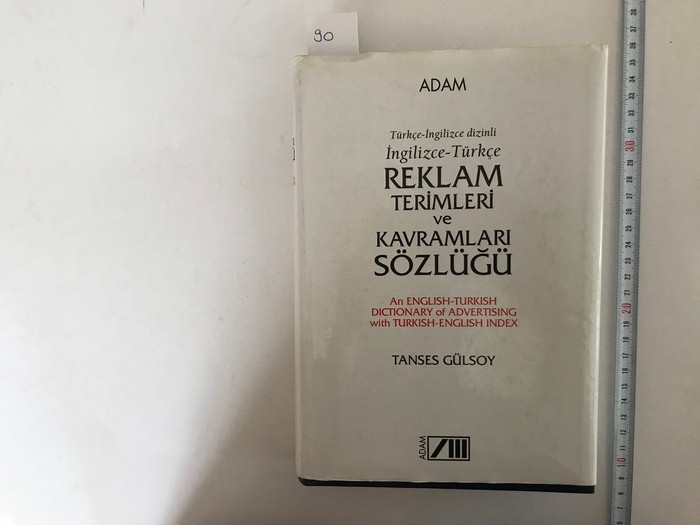 90
ADAM
Türkçe-İngilizce dizinli
İngilizce-Türkçe
REKLAM
TERİMLERİ
ve
KAVRAMLARI
SÖZLÜĞÜ
An ENGLISH-TURKISH
DICTIONARY of ADVERTISING
with TURKISH-ENGLISH INDEX
TANSES GÜLSOY
ADAM